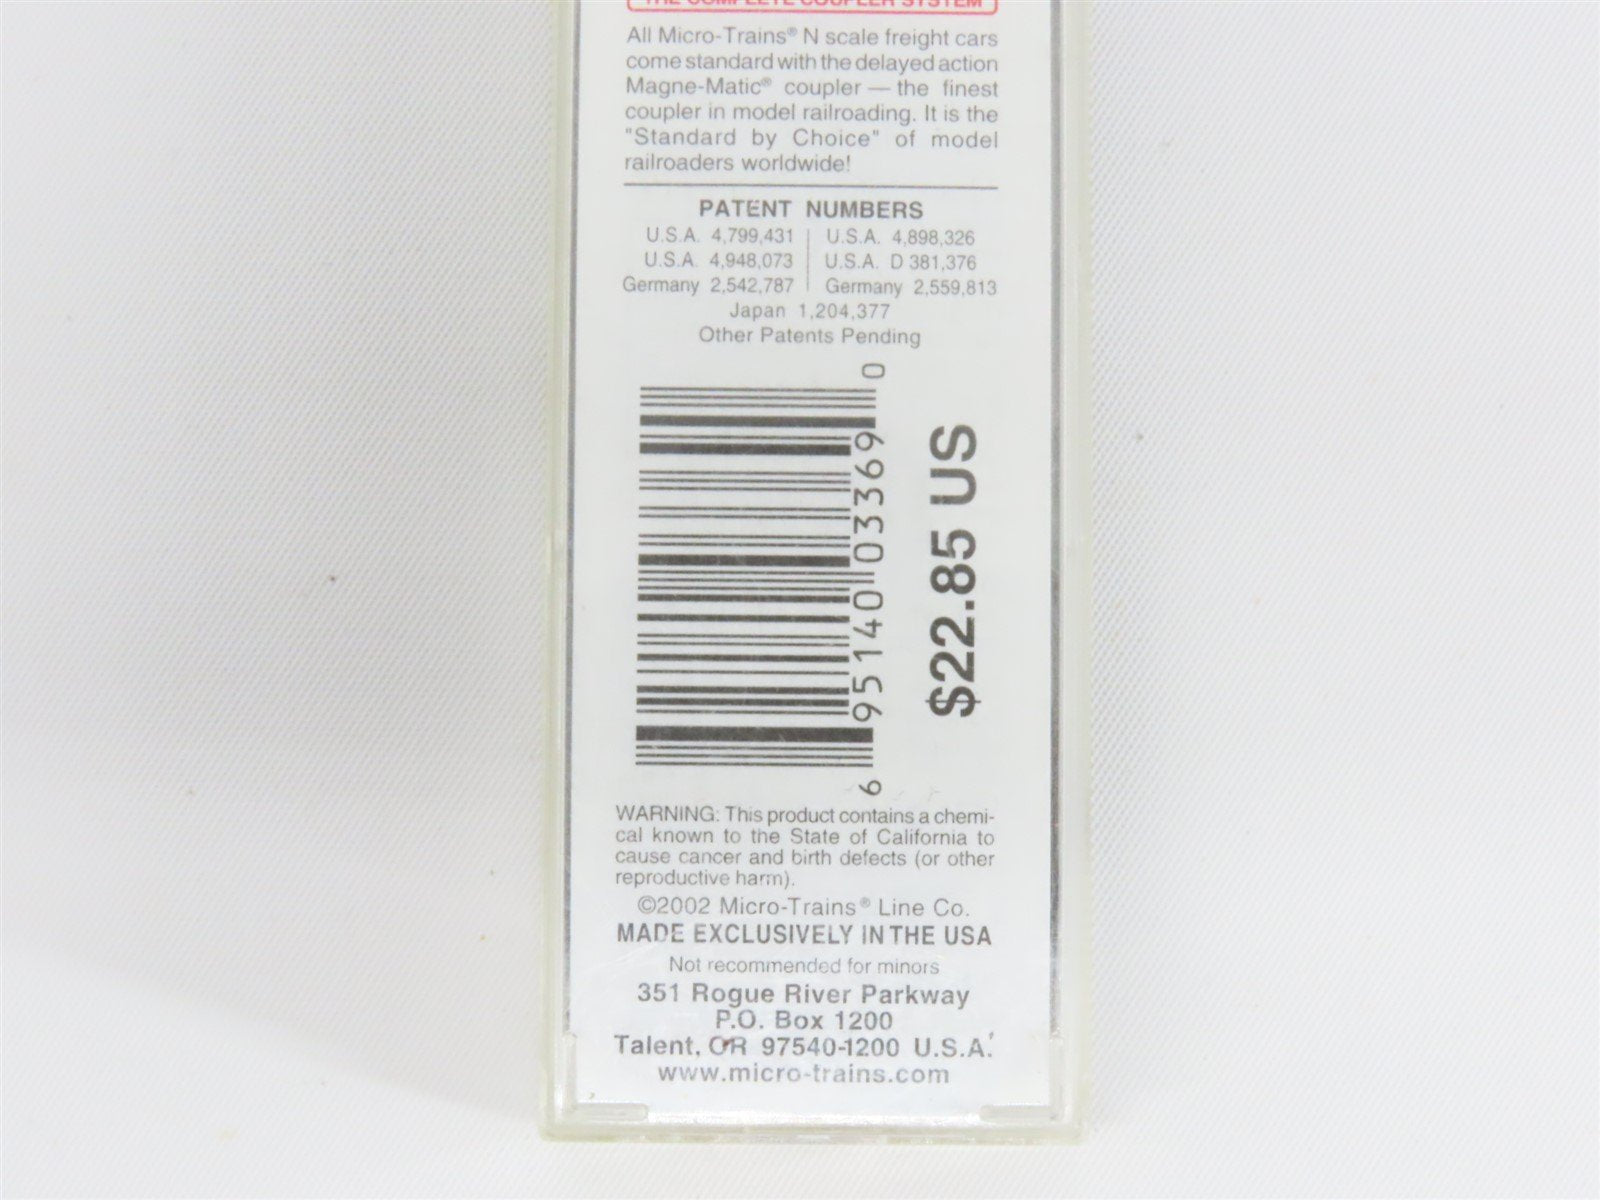 THE COMPLETE COUPLER SYSTEM
All Micro-Trains® N scale freight cars
come standard with the delayed action
Magne-Matic® coupler — the finest
coupler in model railroading. It is the
"Standard by Choice" of model
railroaders worldwide!
PATENT NUMBERS
U.S.A. 4,799,431 | U.S.A. 4,898,326
U.S.A. 4,948,073 | U.S.A. D 381,376
Germany 2,542,787 | Germany 2,559,813
Japan 1,204,377
Other Patents Pending
6 95140 03369 0
$22.85 US
WARNING: This product contains a chemi-
cal known to the State of California to
cause cancer and birth defects (or other
reproductive harm).
©2002 Micro-Trains® Line Co.
MADE EXCLUSIVELY IN THE USA
Not recommended for minors
351 Rogue River Parkway
P.O. Box 1200
Talent, OR 97540-1200 U.S.A.
www.micro-trains.com